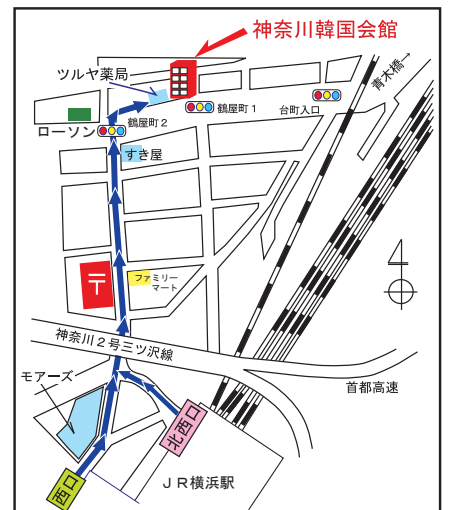 神奈川韓国会館
ツルヤ薬局
青木橋→
鶴屋町1
台町入口
ローソン
鶴屋町2
すき屋
〒
ファミリー
マート
神奈川2号三ツ沢線
モアーズ
首都高速
北西口
西口
JR横浜駅